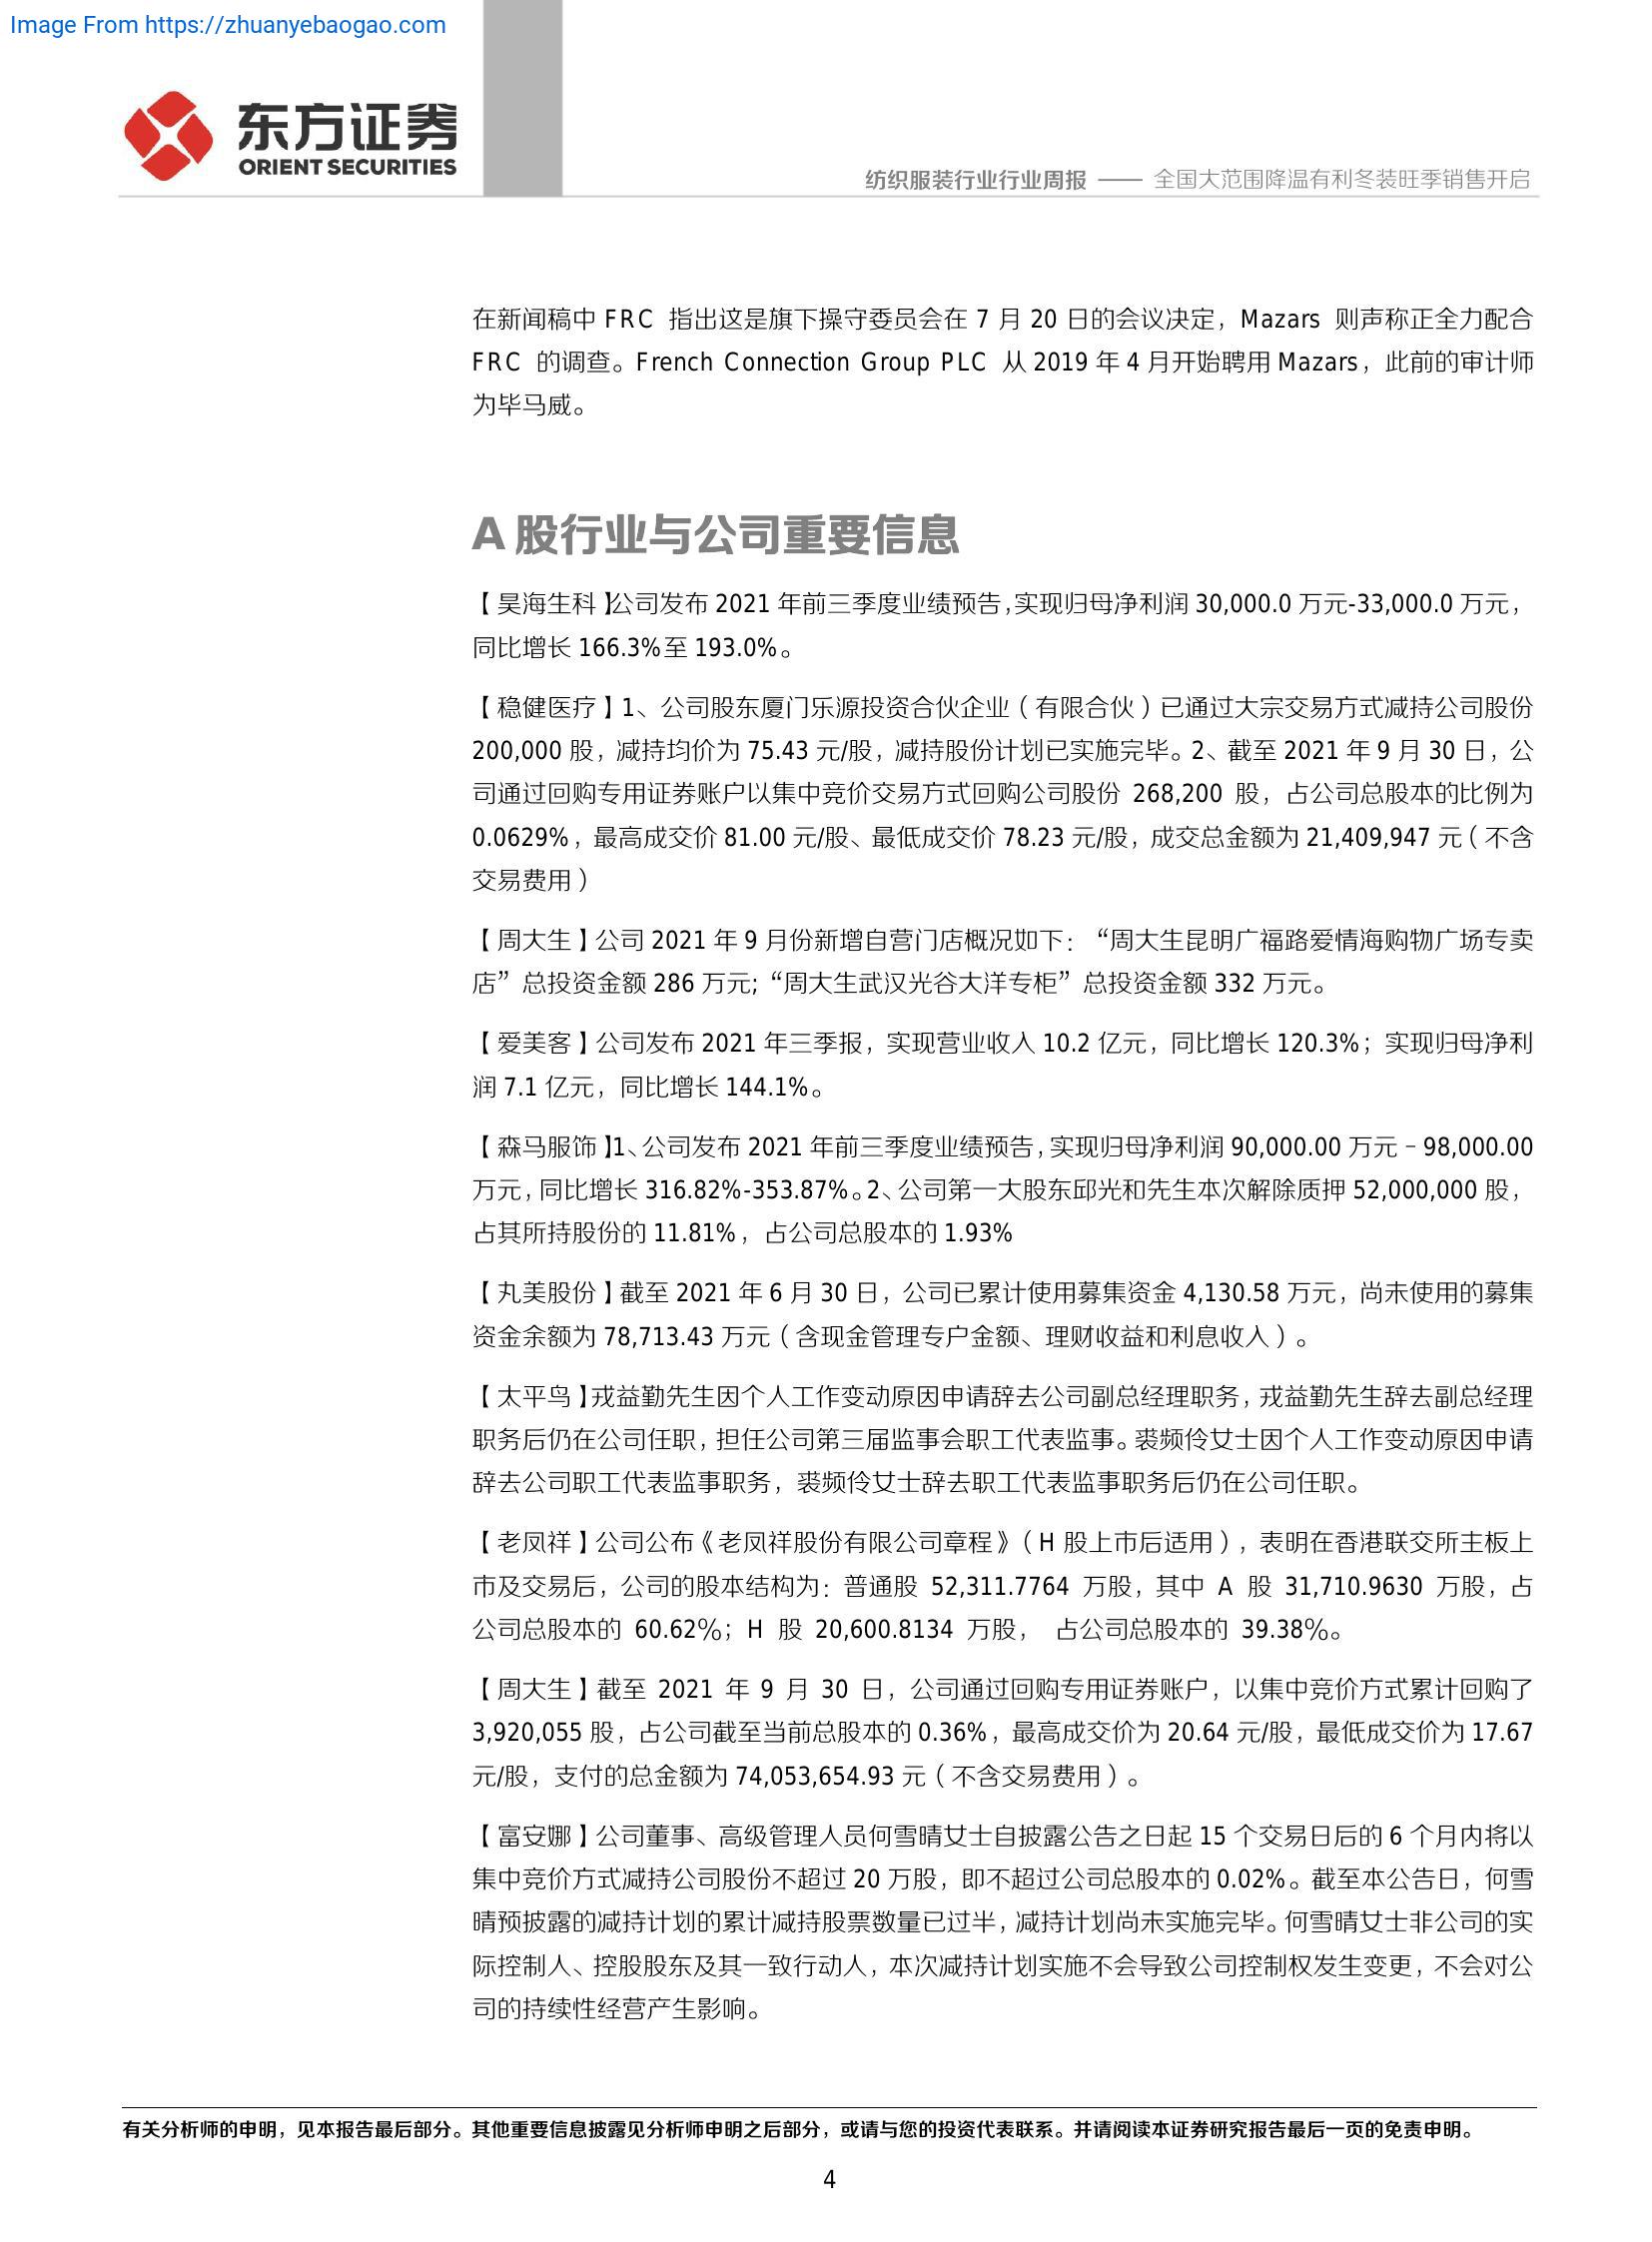 Image From https://zhuanyebaogao.com
东方证券
ORIENT SECURITIES
纺织服装行业行业周报 —— 全国大范围降温有利冬装旺季销售开启
在新闻稿中 FRC 指出这是旗下操守委员会在 7 月 20 日的会议决定，Mazars 则声称正全力配合
FRC 的调查。French Connection Group PLC 从 2019 年 4 月开始聘用 Mazars，此前的审计师
为毕马威。
A 股行业与公司重要信息
【昊海生科】公司发布 2021 年前三季度业绩预告，实现归母净利润 30,000.0 万元-33,000.0 万元，
同比增长 166.3%至 193.0%。
【稳健医疗】1、公司股东厦门乐源投资合伙企业（有限合伙）已通过大宗交易方式减持公司股份
200,000 股，减持均价为 75.43 元/股，减持股份计划已实施完毕。2、截至 2021 年 9 月 30 日，公
司通过回购专用证券账户以集中竞价交易方式回购公司股份 268,200 股，占公司总股本的比例为
0.0629%，最高成交价 81.00 元/股、最低成交价 78.23 元/股，成交总金额为 21,409,947 元（不含
交易费用）
【周大生】公司 2021 年 9 月份新增自营门店概况如下：“周大生昆明广福路爱情海购物广场专卖
店”总投资金额 286 万元;“周大生武汉光谷大洋专柜”总投资金额 332 万元。
【爱美客】公司发布 2021 年三季报，实现营业收入 10.2 亿元，同比增长 120.3%；实现归母净利
润 7.1 亿元，同比增长 144.1%。
【森马服饰】1、公司发布 2021 年前三季度业绩预告，实现归母净利润 90,000.00 万元–98,000.00
万元，同比增长 316.82%-353.87%。2、公司第一大股东邱光和先生本次解除质押 52,000,000 股，
占其所持股份的 11.81%，占公司总股本的 1.93%
【丸美股份】截至 2021 年 6 月 30 日，公司已累计使用募集资金 4,130.58 万元，尚未使用的募集
资金余额为 78,713.43 万元（含现金管理专户金额、理财收益和利息收入）。
【太平鸟】戎益勤先生因个人工作变动原因申请辞去公司副总经理职务，戎益勤先生辞去副总经理
职务后仍在公司任职，担任公司第三届监事会职工代表监事。裘频伶女士因个人工作变动原因申请
辞去公司职工代表监事职务，裘频伶女士辞去职工代表监事职务后仍在公司任职。
【老凤祥】公司公布《老凤祥股份有限公司章程》（H 股上市后适用），表明在香港联交所主板上
市及交易后，公司的股本结构为：普通股 52,311.7764 万股，其中 A 股 31,710.9630 万股，占
公司总股本的 60.62％；H 股 20,600.8134 万股， 占公司总股本的 39.38％。
【周大生】截至 2021 年 9 月 30 日，公司通过回购专用证券账户，以集中竞价方式累计回购了
3,920,055 股，占公司截至当前总股本的 0.36%，最高成交价为 20.64 元/股，最低成交价为 17.67
元/股，支付的总金额为 74,053,654.93 元（不含交易费用）。
【富安娜】公司董事、高级管理人员何雪晴女士自披露公告之日起 15 个交易日后的 6 个月内将以
集中竞价方式减持公司股份不超过 20 万股，即不超过公司总股本的 0.02%。截至本公告日，何雪
晴预披露的减持计划的累计减持股票数量已过半，减持计划尚未实施完毕。何雪晴女士非公司的实
际控制人、控股股东及其一致行动人，本次减持计划实施不会导致公司控制权发生变更，不会对公
司的持续性经营产生影响。
有关分析师的申明，见本报告最后部分。其他重要信息披露见分析师申明之后部分，或请与您的投资代表联系。并请阅读本证券研究报告最后一页的免责申明。
4